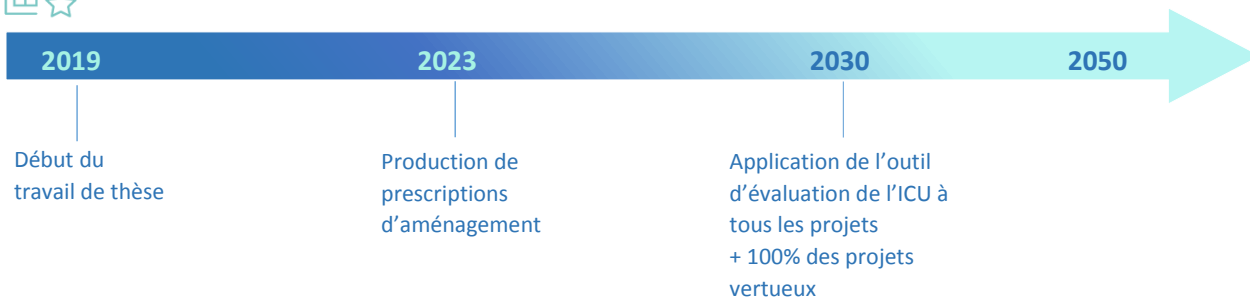 2019 2023 2030 2050
Début du
travail de thèse
Production de
prescriptions
d’aménagement
Application de l’outil
d’évaluation de l’ICU à
tous les projets
+ 100% des projets
vertueux